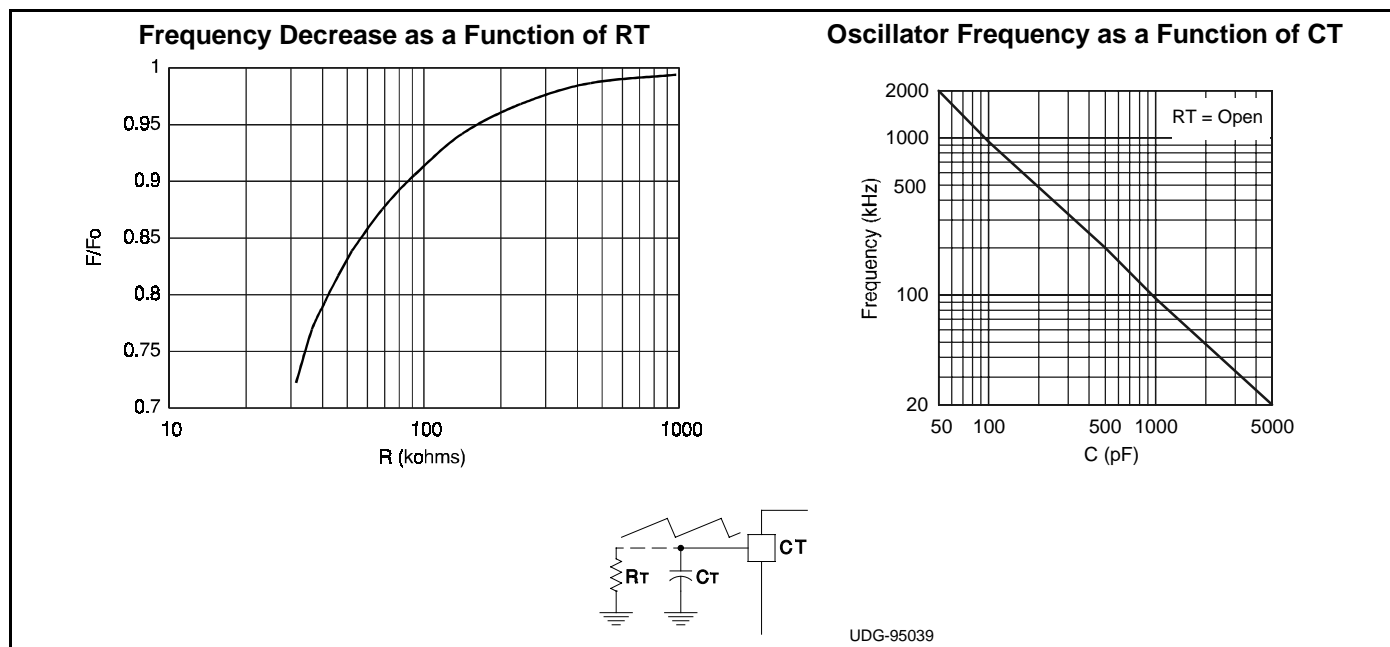 Frequency Decrease as a Function of RT
1
0.95
0.9
0.85
0.8
0.75
0.7
F/Fo
10 100 1000
R (kohms)
Oscillator Frequency as a Function of CT
2000
1000
500
100
20
Frequency (kHz)
RT = Open
50 100 500 1000 5000
C (pF)
RT
CT
CT
UDG-95039